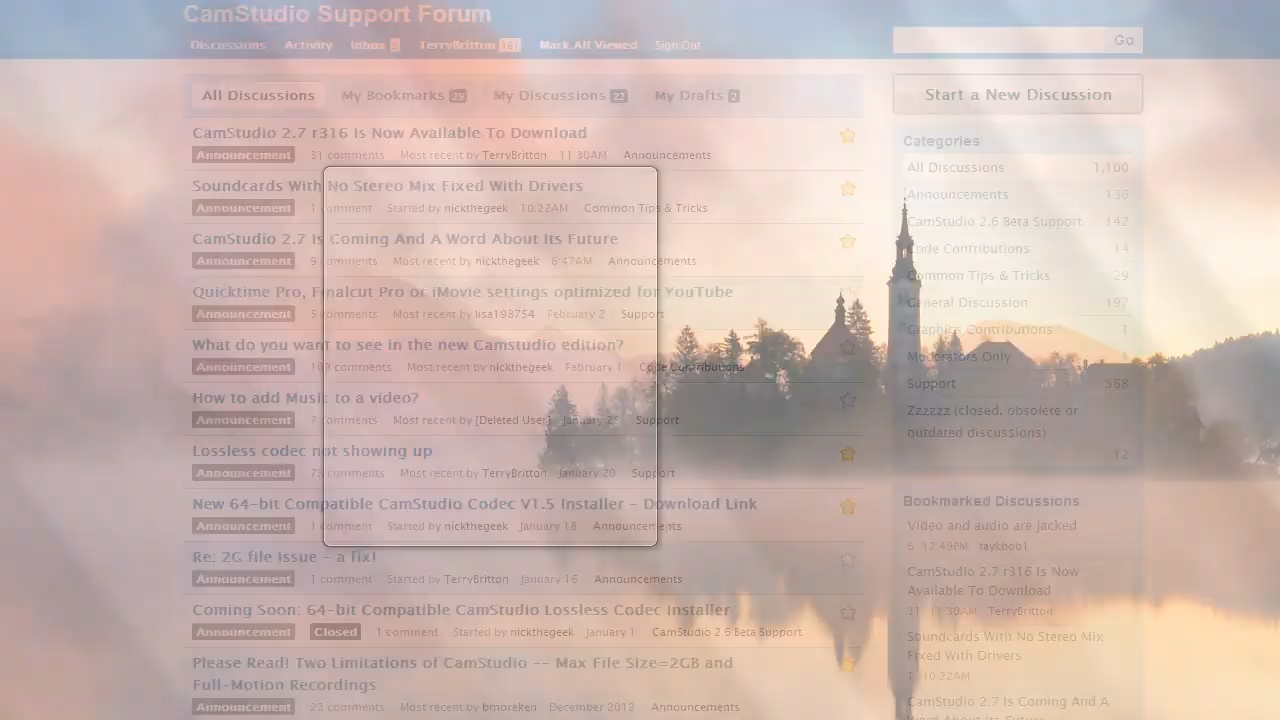 CamStudio Support Forum
Discussions Activity Inbox TerryBritton Mark All Viewed Sign Out
Go
All Discussions My Bookmarks 35 My Discussions 22 My Drafts 2
Start a New Discussion
CamStudio 2.7 r316 Is Now Available To Download
Announcement 31 comments Most recent by TerryBritton 11:30AM Announcements
Soundcards With No Stereo Mix Fixed With Drivers
Announcement 1 comment Started by nickthegeek 10:22AM Common Tips & Tricks
CamStudio 2.7 Is Coming And A Word About Its Future
Announcement 9 comments Most recent by nickthegeek 6:47AM Announcements
Quicktime Pro, Finalcut Pro or iMovie settings optimized for YouTube
Announcement 5 comments Most recent by lisa198754 February 2 Support
What do you want to see in the new Camstudio edition?
Announcement comments Most recent by nickthegeek February 1 Code Contributions
How to add Music to a video?
Announcement 7 comments Most recent by [Deleted User] January Support
Lossless codec not showing up
Announcement comments Most recent by TerryBritton January 20 Support
New 64-bit Compatible CamStudio Codec V1.5 Installer - Download Link
Announcement 1 comment Started by nickthegeek January 18 Announcements
Re: 2G file issue - a fix!
Announcement 1 comment Started by TerryBritton January 16 Announcements
Coming Soon: 64-bit Compatible CamStudio Lossless Codec Installer
Announcement Closed 1 comment Started by nickthegeek January 1 CamStudio 2.6 Beta Support
Please Read! Two Limitations of CamStudio -- Max File Size=2GB and
Full-Motion Recordings
Announcement 23 comments Most recent by bmoreken December 2012 Announcements
Categories
All Discussions 1,100
Announcements 136
CamStudio 2.6 Beta Support 142
Code Contributions 14
Common Tips & Tricks 29
General Discussion 197
Graphics Contributions 1
Moderators Only
Support 568
Zzzzzz (closed, obsolete or
outdated discussions)
12
Bookmarked Discussions
Video and audio are jacked
6 12:49PM taykbob1
CamStudio 2.7 r316 Is Now
Available To Download
31 11:30AM TerryBritton
Soundcards With No Stereo Mix
Fixed With Drivers
1 10:22AM
CamStudio 2.7 Is Coming And A
Word About Its Future